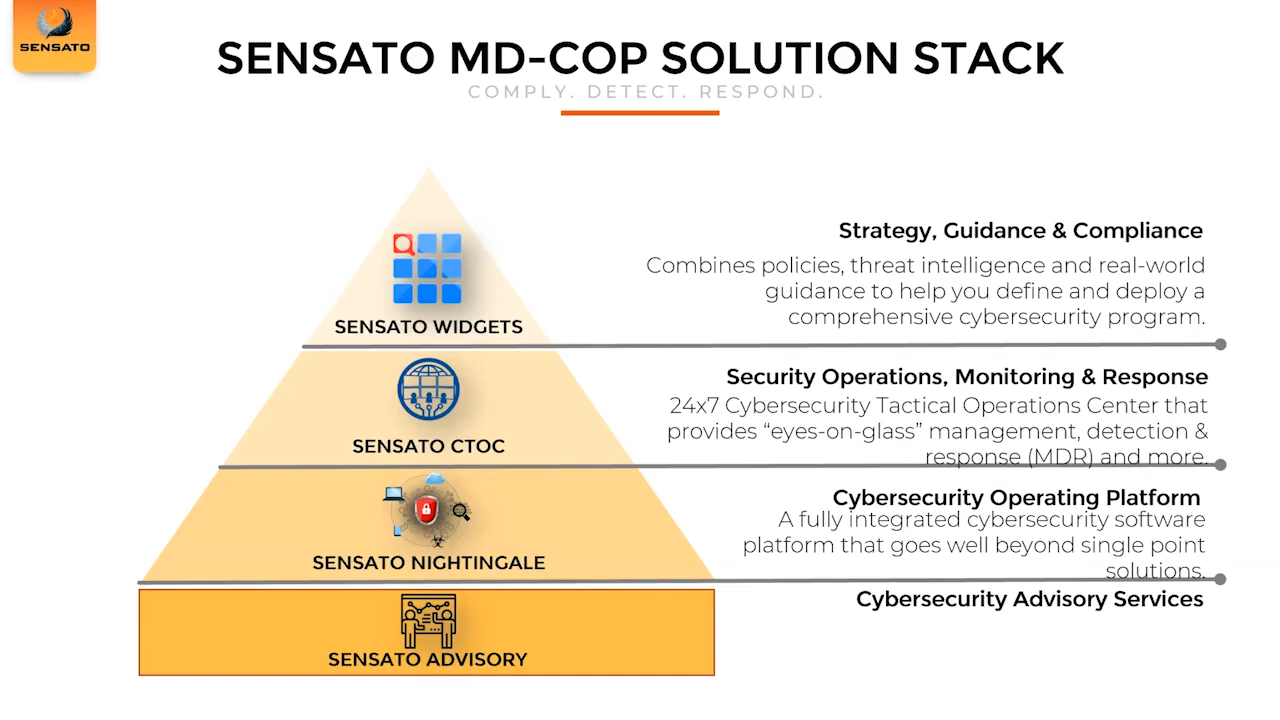 SENSATO
SENSATO MD-COP SOLUTION STACK
COMPLY. DETECT. RESPOND.
SENSATO WIDGETS
Strategy, Guidance & Compliance
Combines policies, threat intelligence and real-world
guidance to help you define and deploy a
comprehensive cybersecurity program.
SENSATO CTOC
Security Operations, Monitoring & Response
24x7 Cybersecurity Tactical Operations Center that
provides “eyes-on-glass” management, detection &
response (MDR) and more.
SENSATO NIGHTINGALE
Cybersecurity Operating Platform
A fully integrated cybersecurity software
platform that goes well beyond single point
solutions.
SENSATO ADVISORY
Cybersecurity Advisory Services